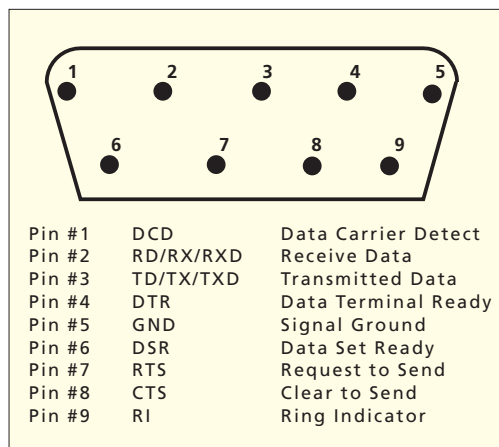 1 2 3 4 5
6 7 8 9
Pin #1 DCD Data Carrier Detect
Pin #2 RD/RX/RXD Receive Data
Pin #3 TD/TX/TXD Transmitted Data
Pin #4 DTR Data Terminal Ready
Pin #5 GND Signal Ground
Pin #6 DSR Data Set Ready
Pin #7 RTS Request to Send
Pin #8 CTS Clear to Send
Pin #9 RI Ring Indicator